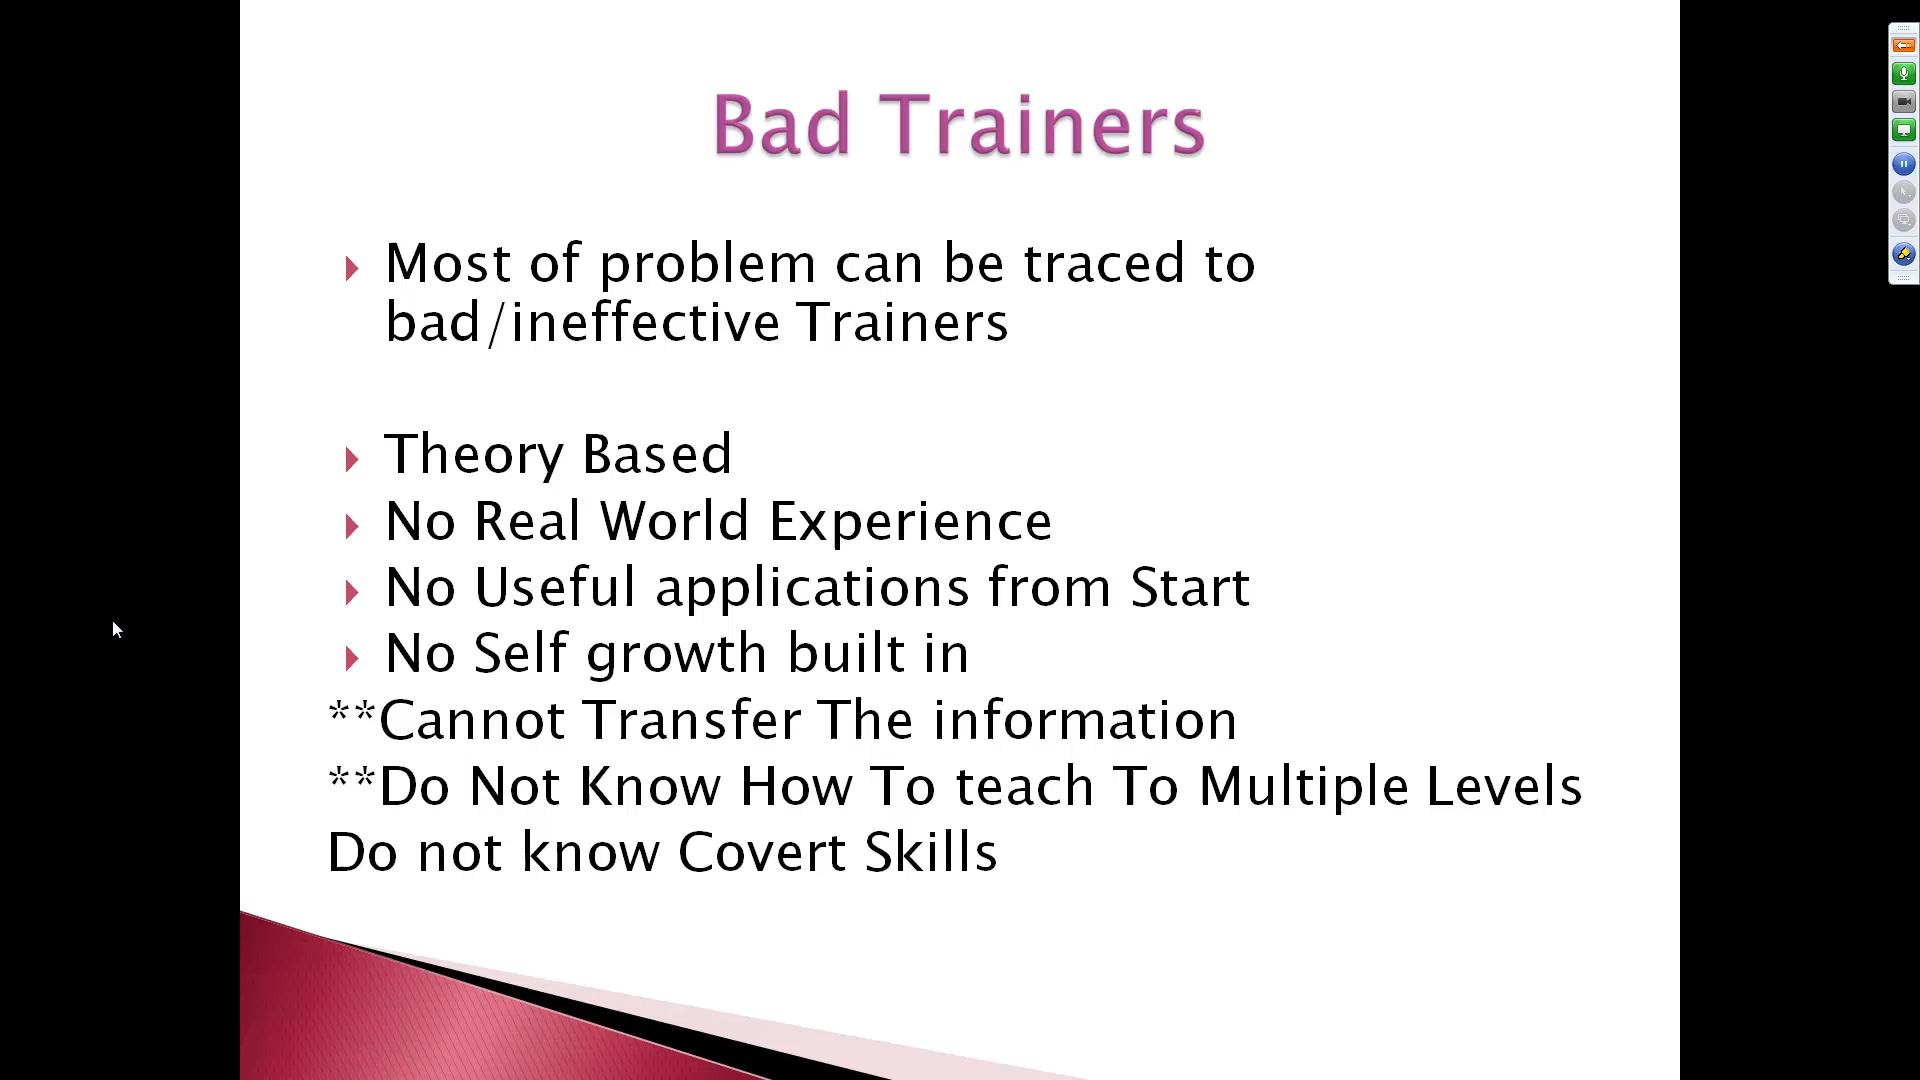 Bad Trainers
Most of problem can be traced to
bad/ineffective Trainers
Theory Based
No Real World Experience
No Useful applications from Start
No Self growth built in
**Cannot Transfer The information
**Do Not Know How To teach To Multiple Levels
Do not know Covert Skills